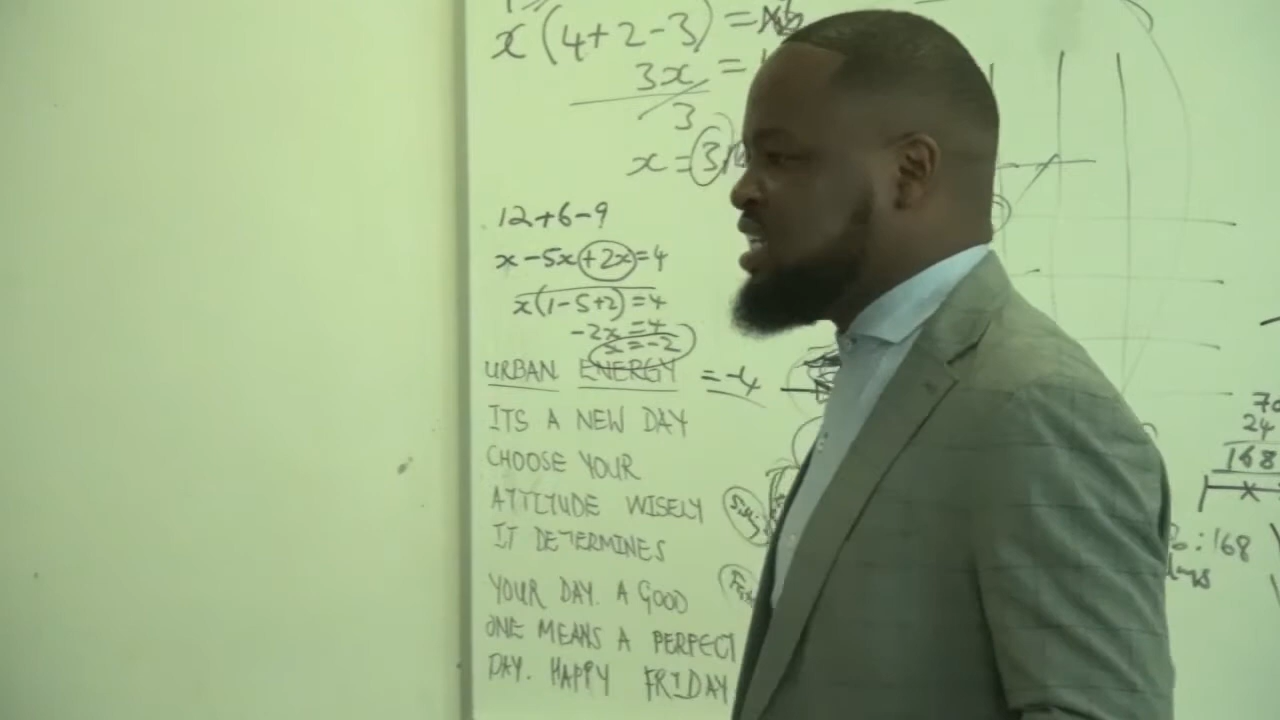 x(4+2-3) =
3x =
3
x = 3
12+6-9
x-5x+2x=4
x(1-5+2)=4
-2x=4
x=-2
URBAN ENERGY = -4
ITS A NEW DAY
CHOOSE YOUR
ATTITUDE WISELY
IT DETERMINES
YOUR DAY. A GOOD
ONE MEANS A PERFECT
DAY. HAPPY FRIDAY
24
168
x
: 168